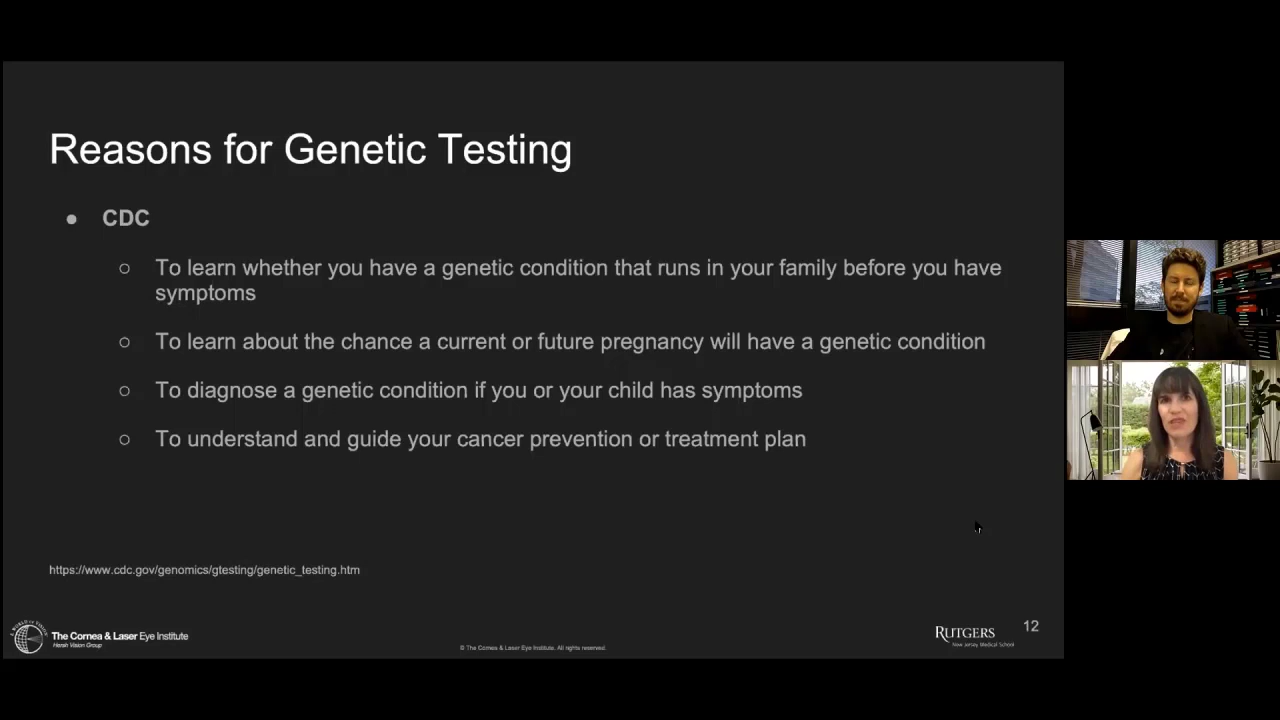 Reasons for Genetic Testing
● CDC
○ To learn whether you have a genetic condition that runs in your family before you have
symptoms
○ To learn about the chance a current or future pregnancy will have a genetic condition
○ To diagnose a genetic condition if you or your child has symptoms
○ To understand and guide your cancer prevention or treatment plan
https://www.cdc.gov/genomics/gtesting/genetic_testing.htm
A WORLD OF VISION
The Cornea & Laser Eye Institute
Hersh Vision Group
© The Cornea & Laser Eye Institute. All rights reserved.
RUTGERS
New Jersey Medical School
12